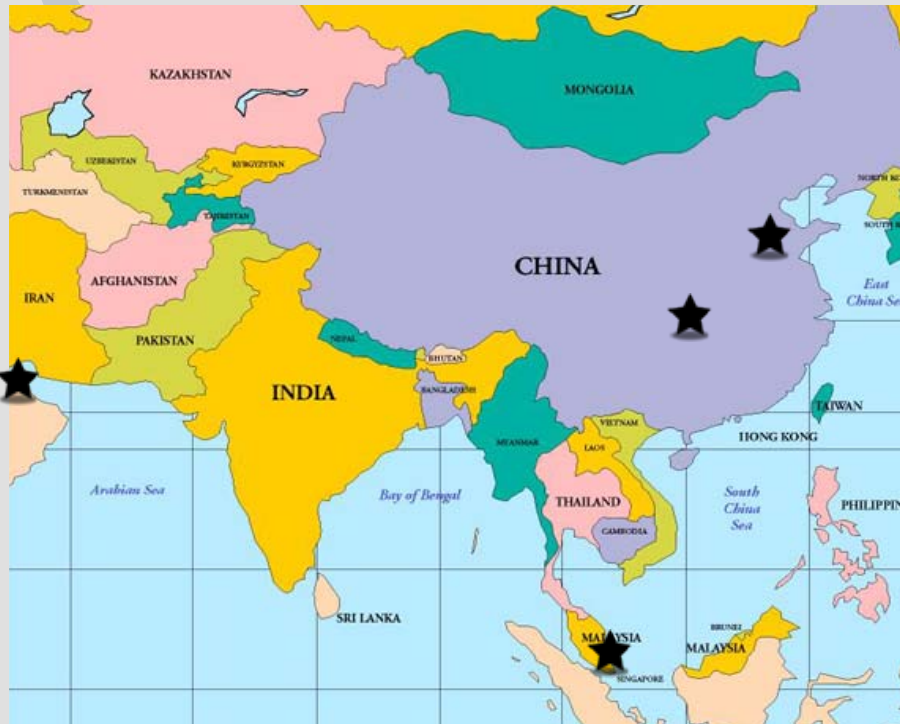 KAZAKHSTAN
MONGOLIA
UZBEKISTAN
KYRGYZSTAN
TURKMENISTAN
TAJIKISTAN
NORTH KO
SOUTH K
CHINA
AFGHANISTAN
IRAN
East
China Se
PAKISTAN
NEPAL
BHUTAN
INDIA
BANGLADESH
TAIWAN
VIETNAM
HONG KONG
MYANMAR
LAOS
Arabian Sea
Bay of Bengal
South
China
Sea
THAILAND
PHILIPPIN
CAMBODIA
SRI LANKA
BRUNEI
MALAYSIA
MALAYSIA
SINGAPORE